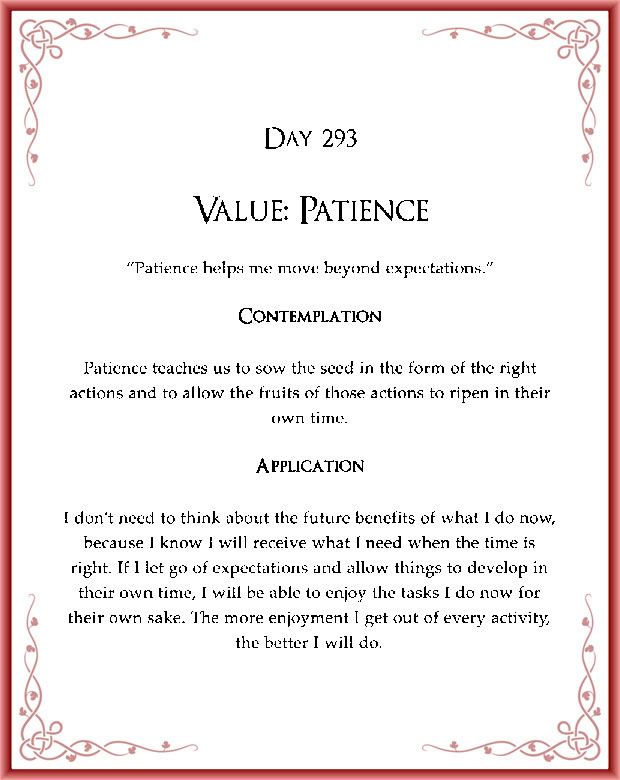 Day 293
Value: Patience
“Patience helps me move beyond expectations.”
Contemplation
Patience teaches us to sow the seed in the form of the right
actions and to allow the fruits of those actions to ripen in their
own time.
Application
I don’t need to think about the future benefits of what I do now,
because I know I will receive what I need when the time is
right. If I let go of expectations and allow things to develop in
their own time, I will be able to enjoy the tasks I do now for
their own sake. The more enjoyment I get out of every activity,
the better I will do.